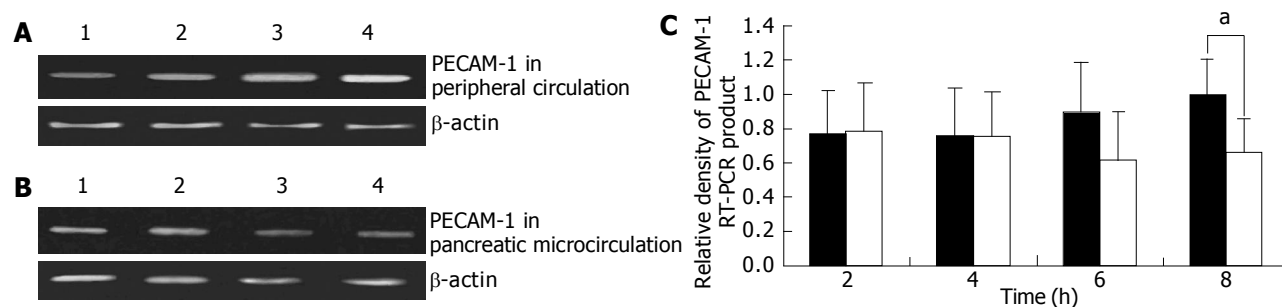 A
1 2 3 4
PECAM-1 in
peripheral circulation
β-actin
B
1 2 3 4
PECAM-1 in
pancreatic microcirculation
β-actin
C
Relative density of PECAM-1
RT-PCR product
1.4
1.2
1.0
0.8
0.6
0.4
0.2
0.0
a
2 4 6 8
Time (h)